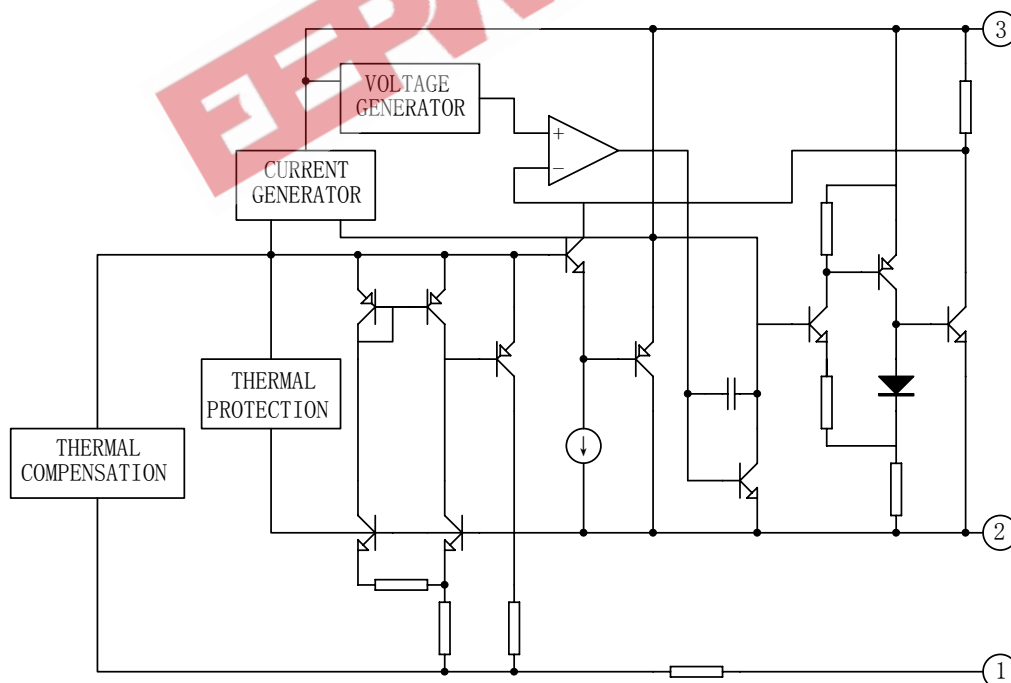 3
VOLTAGE
GENERATOR
+
−
CURRENT
GENERATOR
THERMAL
PROTECTION
THERMAL
COMPENSATION
2
1